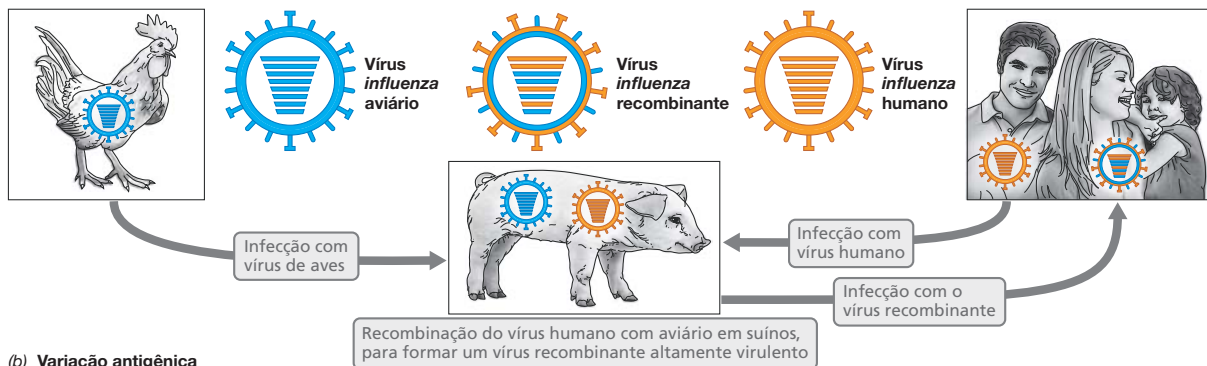 Vírus
influenza
aviário
Vírus
influenza
recombinante
Vírus
influenza
humano
Infecção com
vírus de aves
Infecção com
vírus humano
Infecção com o
vírus recombinante
Recombinação do vírus humano com aviário em suínos,
para formar um vírus recombinante altamente virulento
(b) Variação antigênica